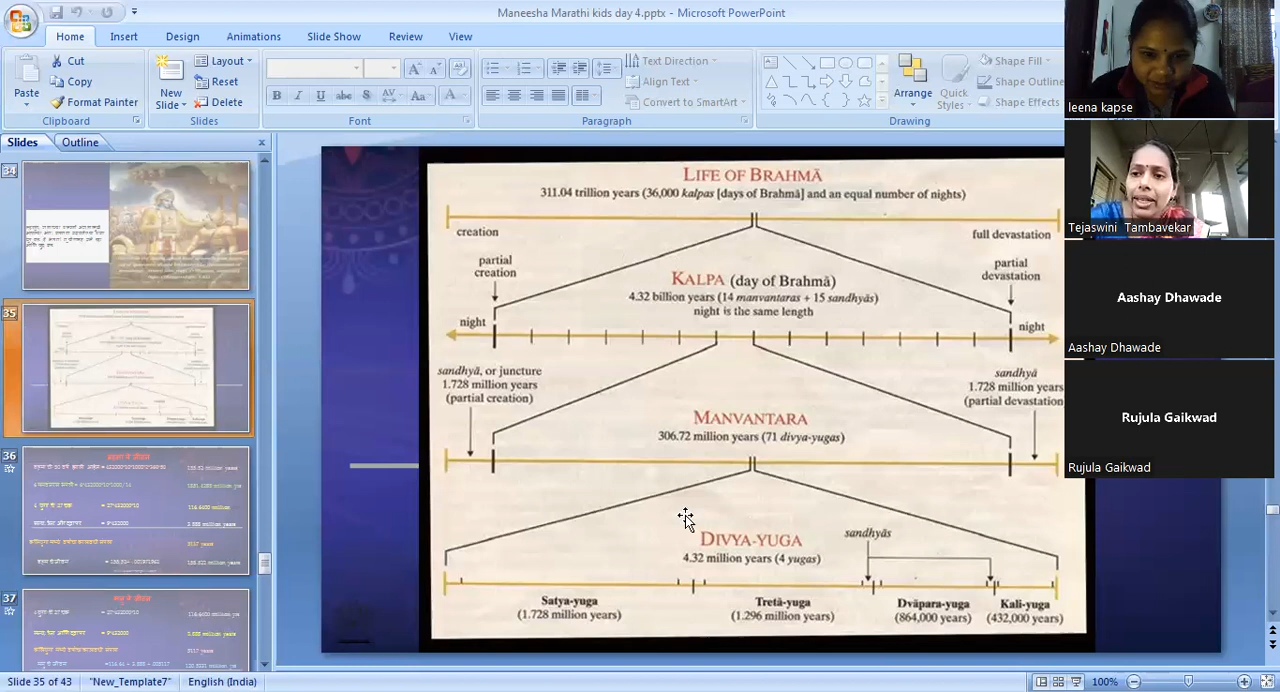 Maneesha Marathi kids day 4.pptx - Microsoft PowerPoint
Home Insert Design Animations Slide Show Review View
Paste
Cut
Copy
Format Painter
Clipboard
New
Slide
Layout
Reset
Delete
Slides
B I U abc S AV Aa A
Font
Text Direction
Align Text
Convert to SmartArt
Paragraph
Arrange
Quick
Styles
Shape Fill
Shape Outline
Shape Effects
Drawing
Slides Outline
34
35
36
37
LIFE OF BRAHMĀ
311.04 trillion years (36,000 kalpas [days of Brahmā] and an equal number of nights)
creation
full devastation
partial
creation
partial
devastation
KALPA (day of Brahmā)
4.32 billion years (14 manvantaras + 15 sandhyās)
night is the same length
night
night
sandhyā, or juncture
1.728 million years
(partial creation)
sandhyā
1.728 million years
(partial devastation
MANVANTARA
306.72 million years (71 divya-yugas)
DIVYA-YUGA
4.32 million years (4 yugas)
sandhyās
Satya-yuga
(1.728 million years)
Tretā-yuga
(1.296 million years)
Dvāpara-yuga
(864,000 years)
Kali-yuga
(432,000 years)
leena kapse
Tejaswini Tambavekar
Aashay Dhawade
Aashay Dhawade
Rujula Gaikwad
Rujula Gaikwad
Slide 35 of 43 "New_Template7" English (India)
100%